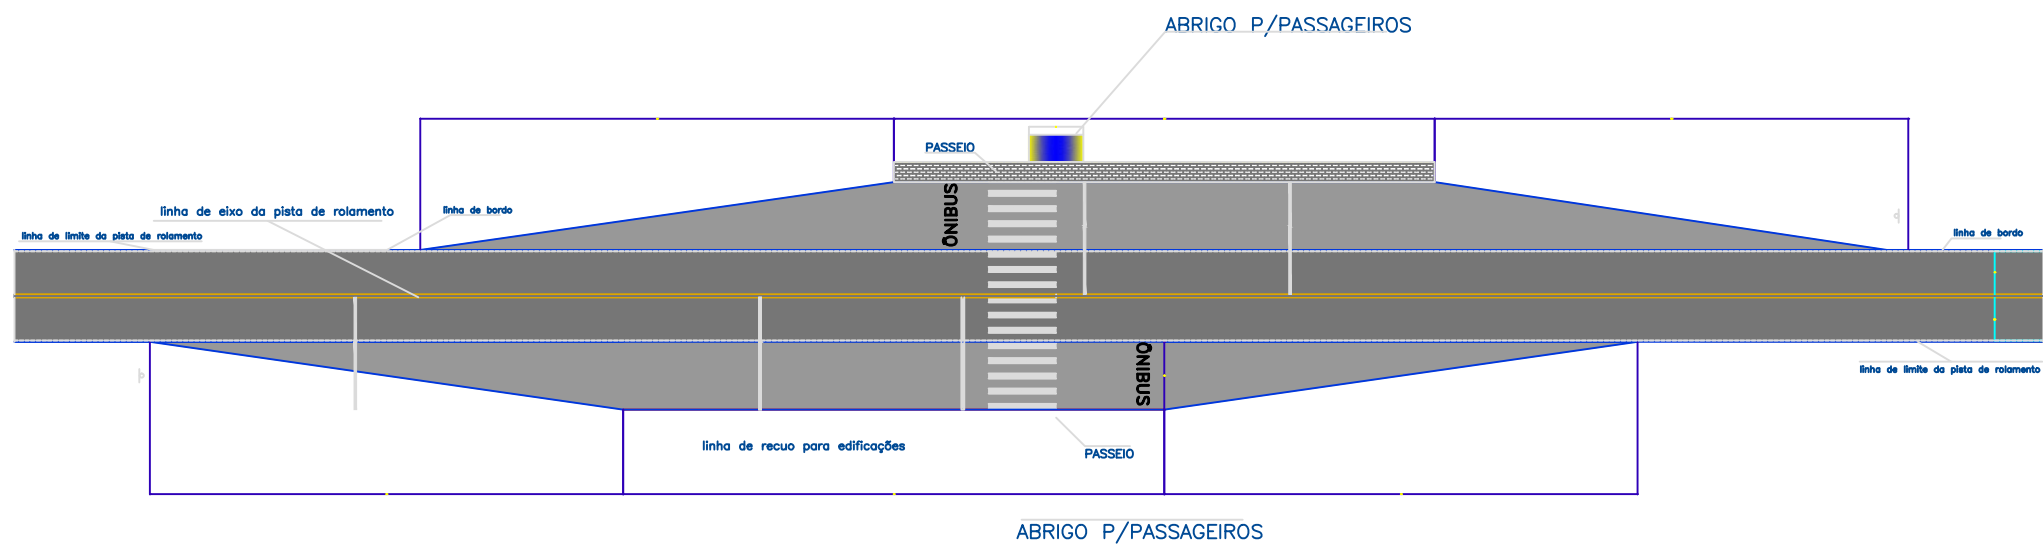 ABRIGO P/PASSAGEIROS
PASSEIO
ÔNIBUS
linha de eixo da pista de rolamento
linha de bordo
linha de limite da pista de rolamento
linha de bordo
ÔNIBUS
linha de limite da pista de rolamento
linha de recuo para edificações
PASSEIO
ABRIGO P/PASSAGEIROS